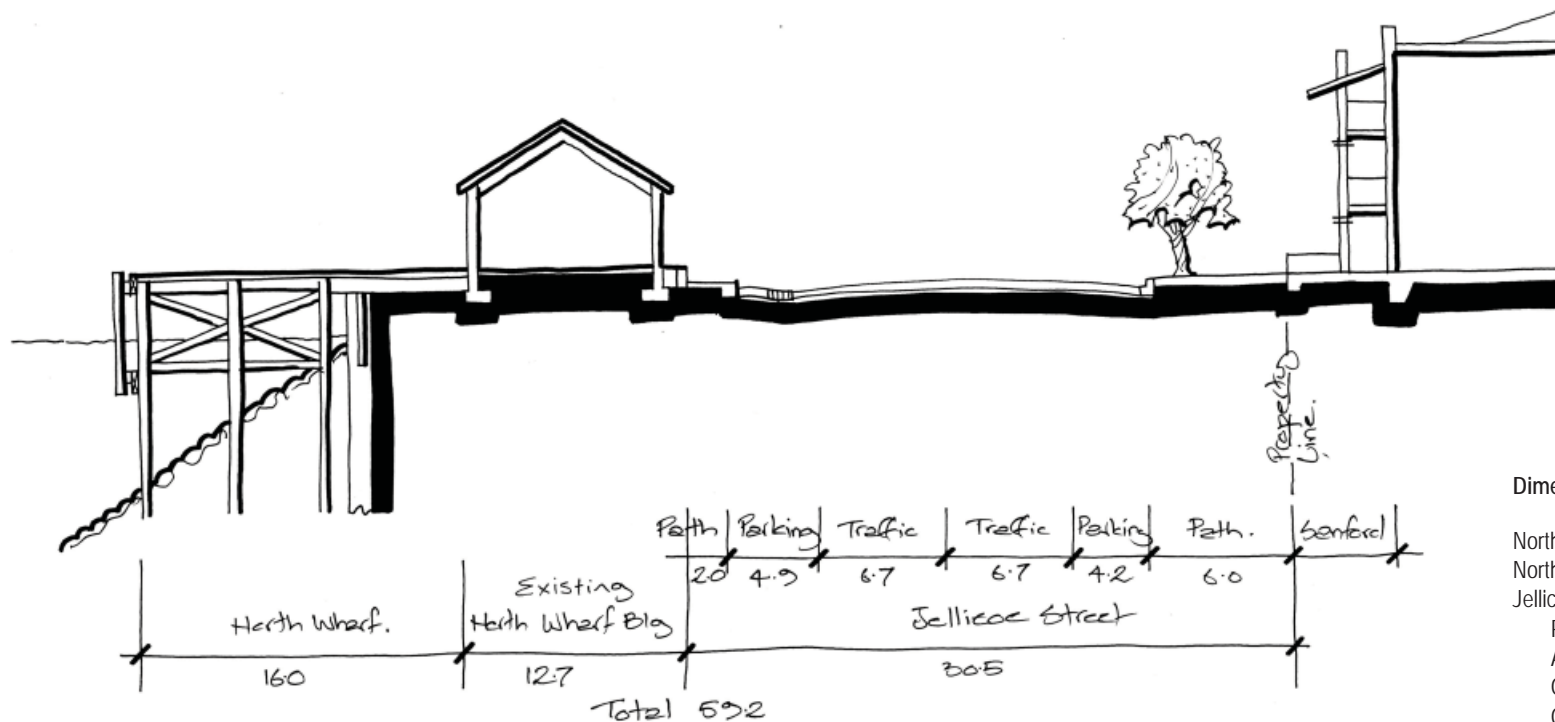 Property
Line.
Path Parking Traffic Traffic Parking Path. Sanford
2.0 4.9 6.7 6.7 4.2 6.0
Existing
North Wharf. North Wharf Blg Jellicoe Street
16.0 12.7 30.5
Total 59.2
Dime
North
North
Jellic